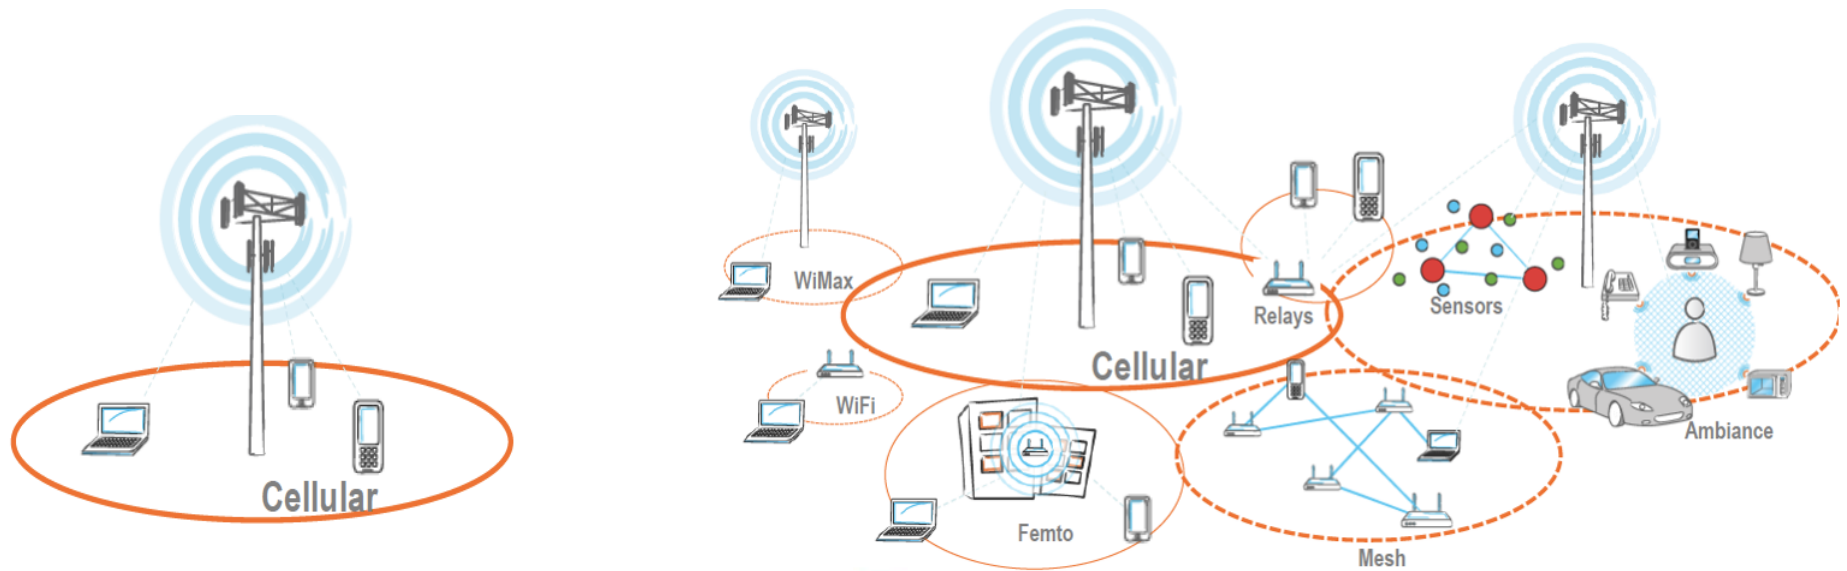 Cellular
WiMax
WiFi
Cellular
Relays
Sensors
Ambiance
Femto
Mesh